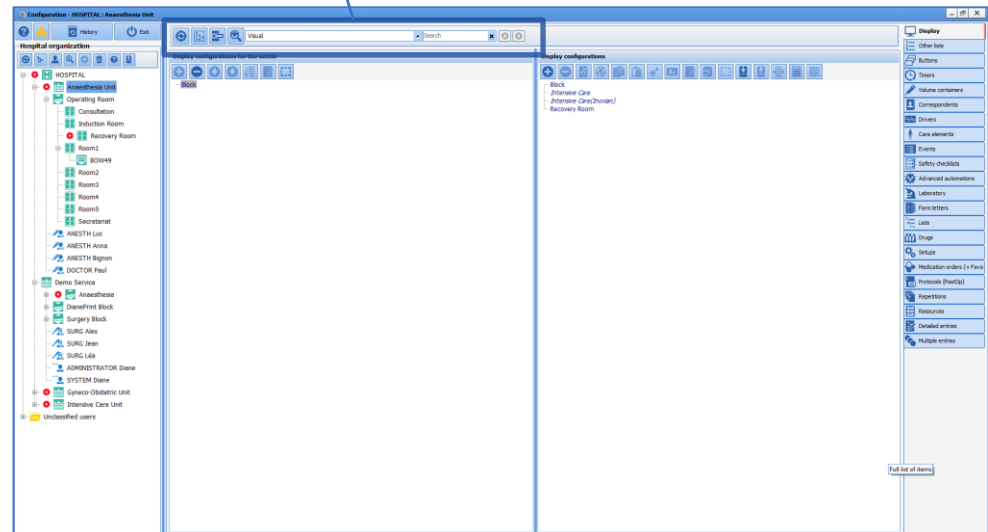 Configuration - HOSPITAL : Anaesthesia Unit
History
Exit
Hospital organization
HOSPITAL
Anaesthesia Unit
Operating Room
Consultation
Induction Room
Recovery Room
Room1
BOW49
Room2
Room3
Room4
Room5
Secretariat
ANESTH Luc
ANESTH Anna
ANESTH Bignon
DOCTOR Paul
Demo Service
Anaesthesia
DianePrint Block
Surgery Block
SURG Alex
SURG Jean
SURG Léa
ADMINISTRATOR Diane
SYSTEM Diane
Gyneco-Obstetric Unit
Intensive Care Unit
Unclassified users
Visual
Search
Display configurations for the sector
Block
Display configurations
Block
Intensive Care
Intensive Care(Inovian)
Recovery Room
Display
Other lists
Buttons
Timers
Volume containers
Correspondents
Drivers
Care elements
Events
Safety checklists
Advanced automations
Laboratory
Form letters
Lists
Drugs
Setups
Medication orders (+Favo
Protocols (PostOp)
Repetitions
Resources
Detailed entries
Multiple entries
Full list of items